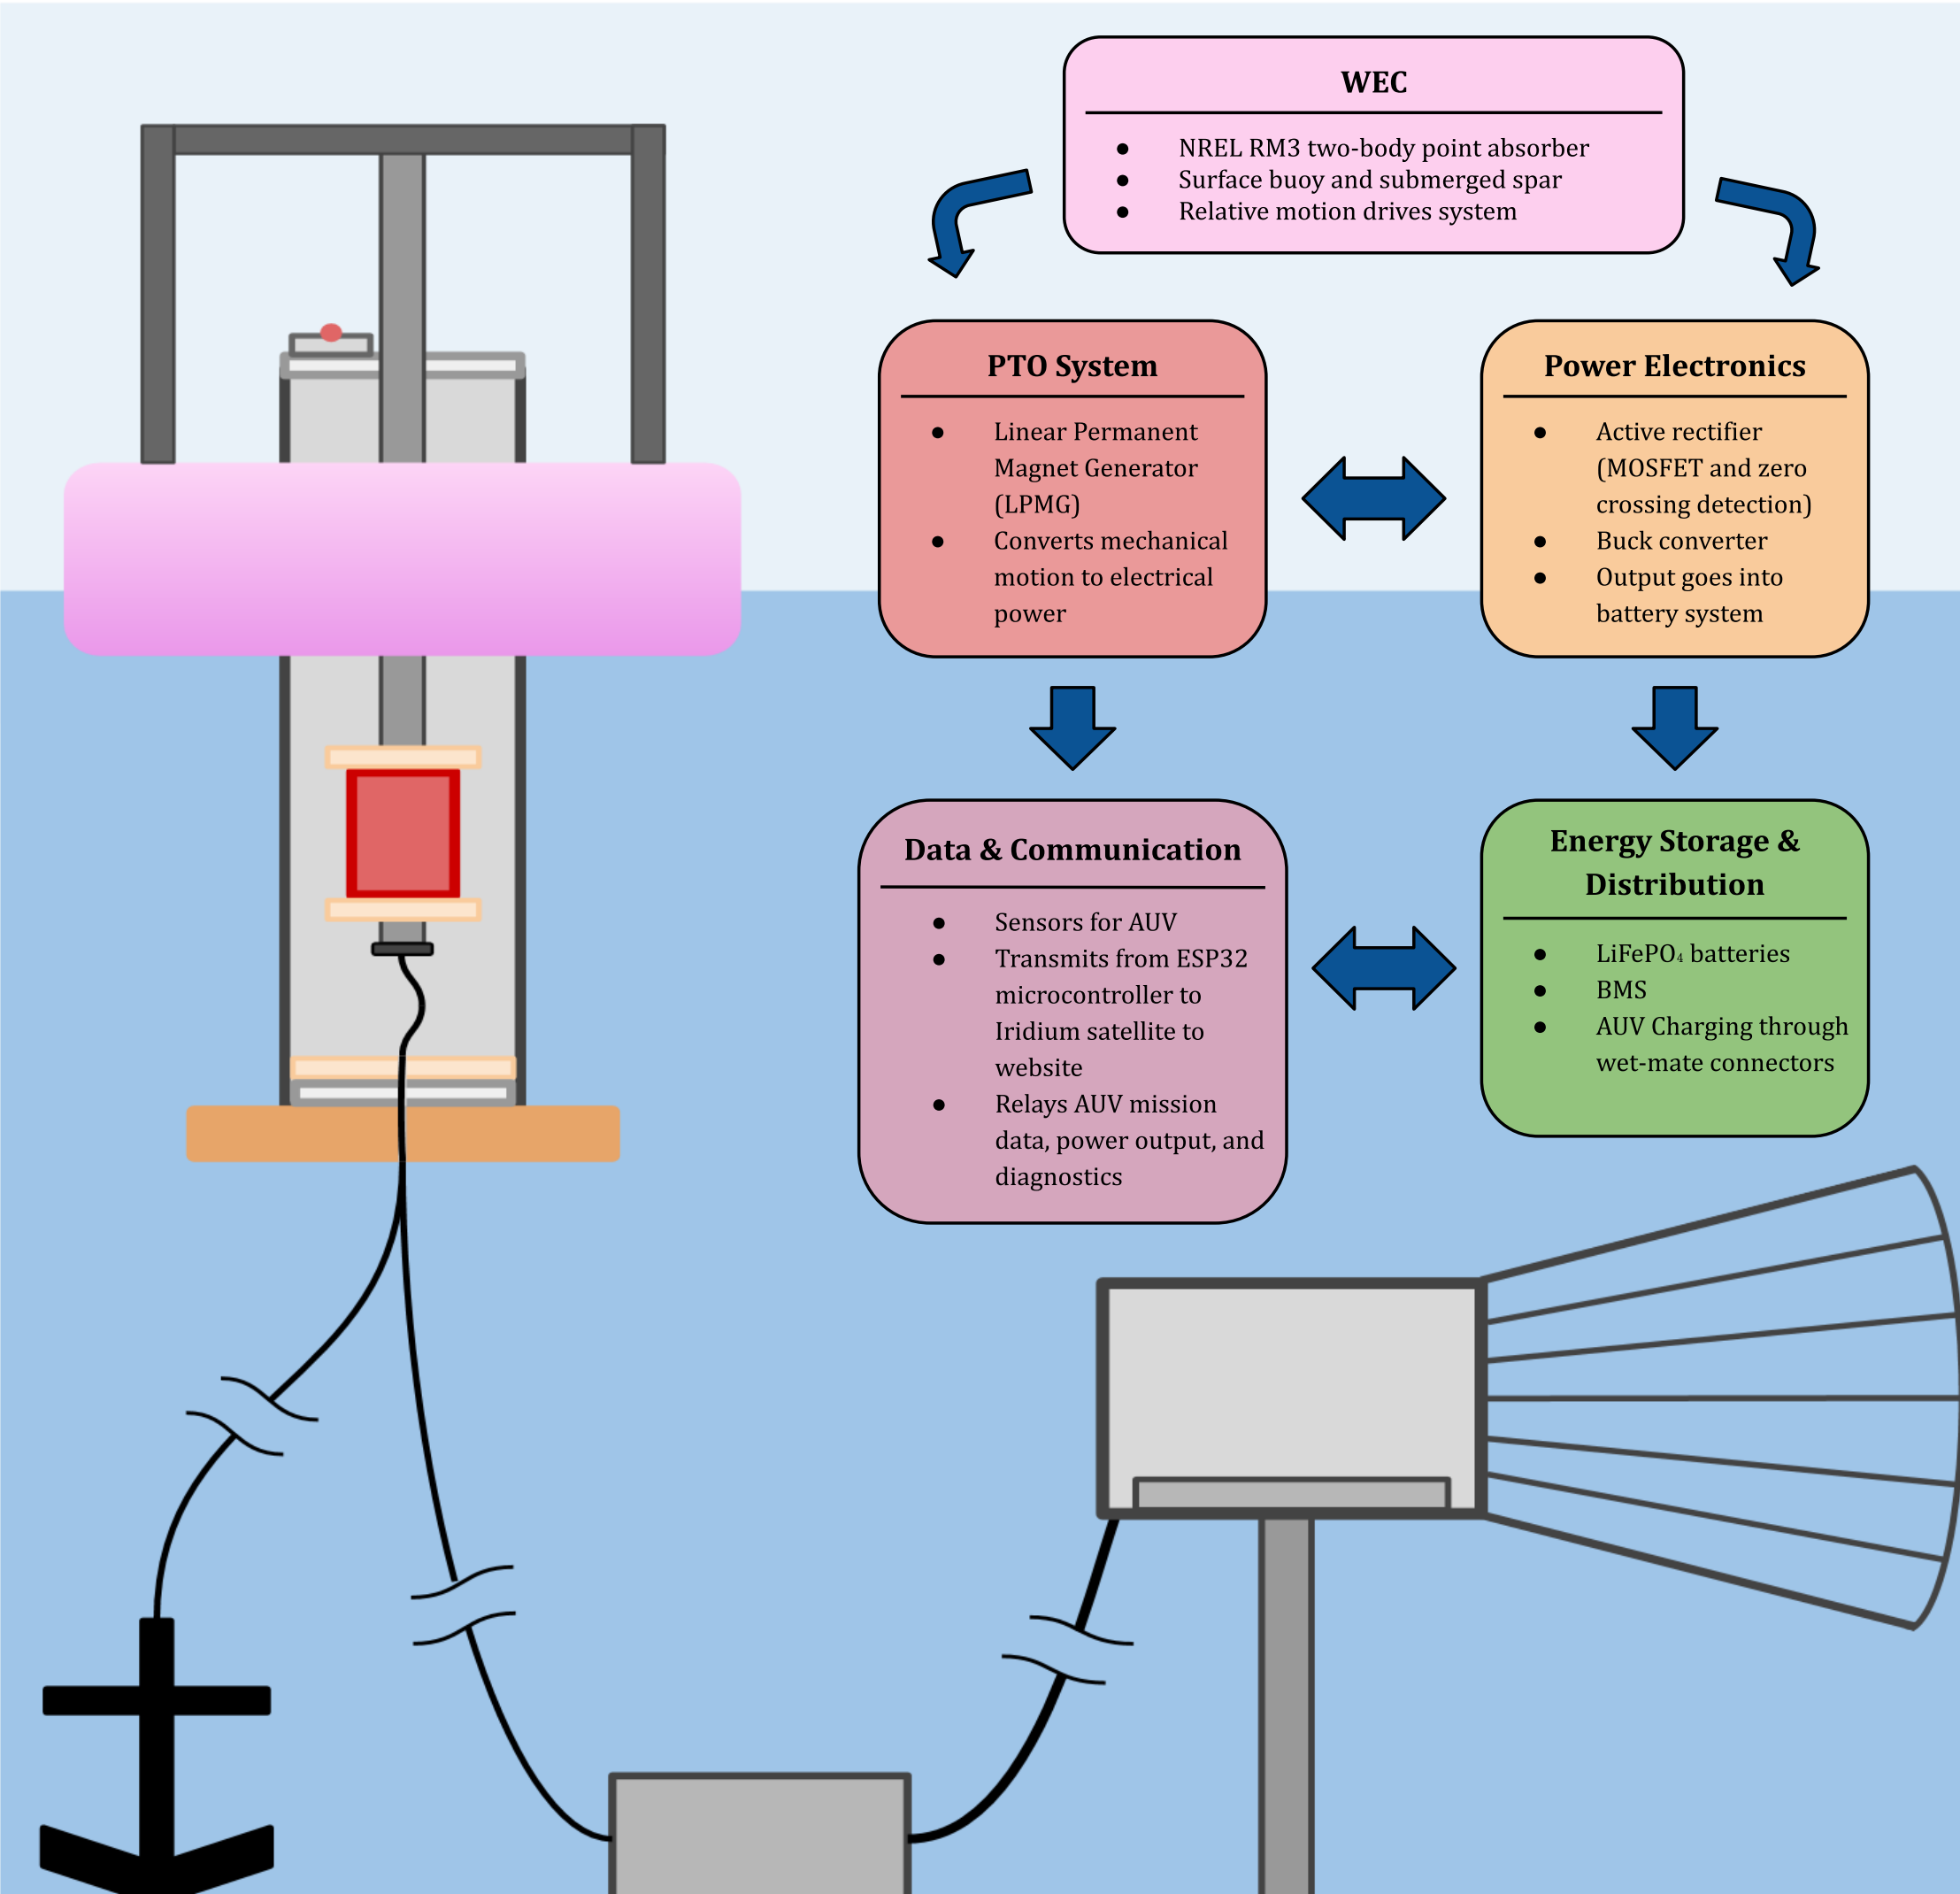 WEC
● NREL RM3 two-body point absorber
● Surface buoy and submerged spar
● Relative motion drives system
PTO System
● Linear Permanent
Magnet Generator
(LPMG)
● Converts mechanical
motion to electrical
power
Power Electronics
● Active rectifier
(MOSFET and zero
crossing detection)
● Buck converter
● Output goes into
battery system
Data & Communication
● Sensors for AUV
● Transmits from ESP32
microcontroller to
Iridium satellite to
website
● Relays AUV mission
data, power output, and
diagnostics
Energy Storage &
Distribution
● LiFePO₄ batteries
● BMS
● AUV Charging through
wet-mate connectors